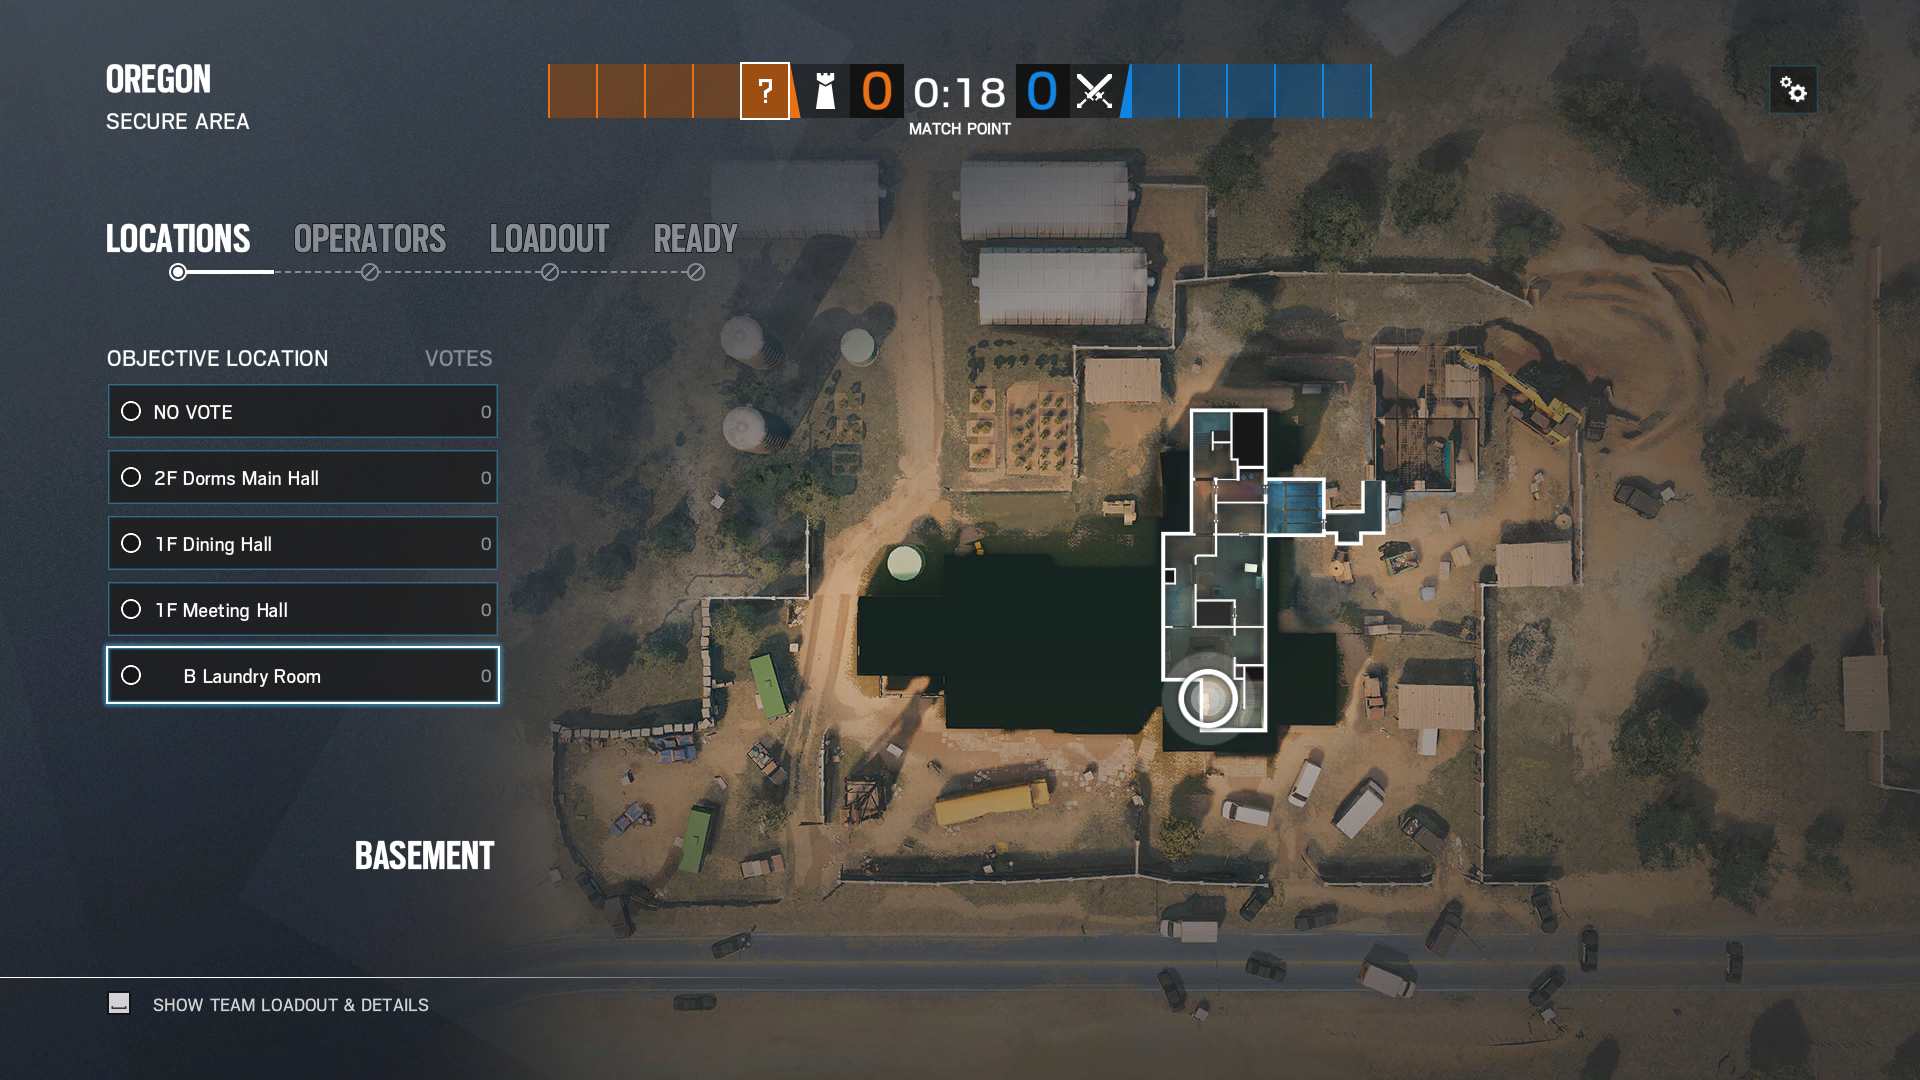 OREGON
SECURE AREA
?
0
0:18
0
MATCH POINT
LOCATIONS
OPERATORS
LOADOUT
READY
OBJECTIVE LOCATION
VOTES
NO VOTE
0
2F Dorms Main Hall
0
1F Dining Hall
0
1F Meeting Hall
0
B Laundry Room
0
BASEMENT
SHOW TEAM LOADOUT & DETAILS